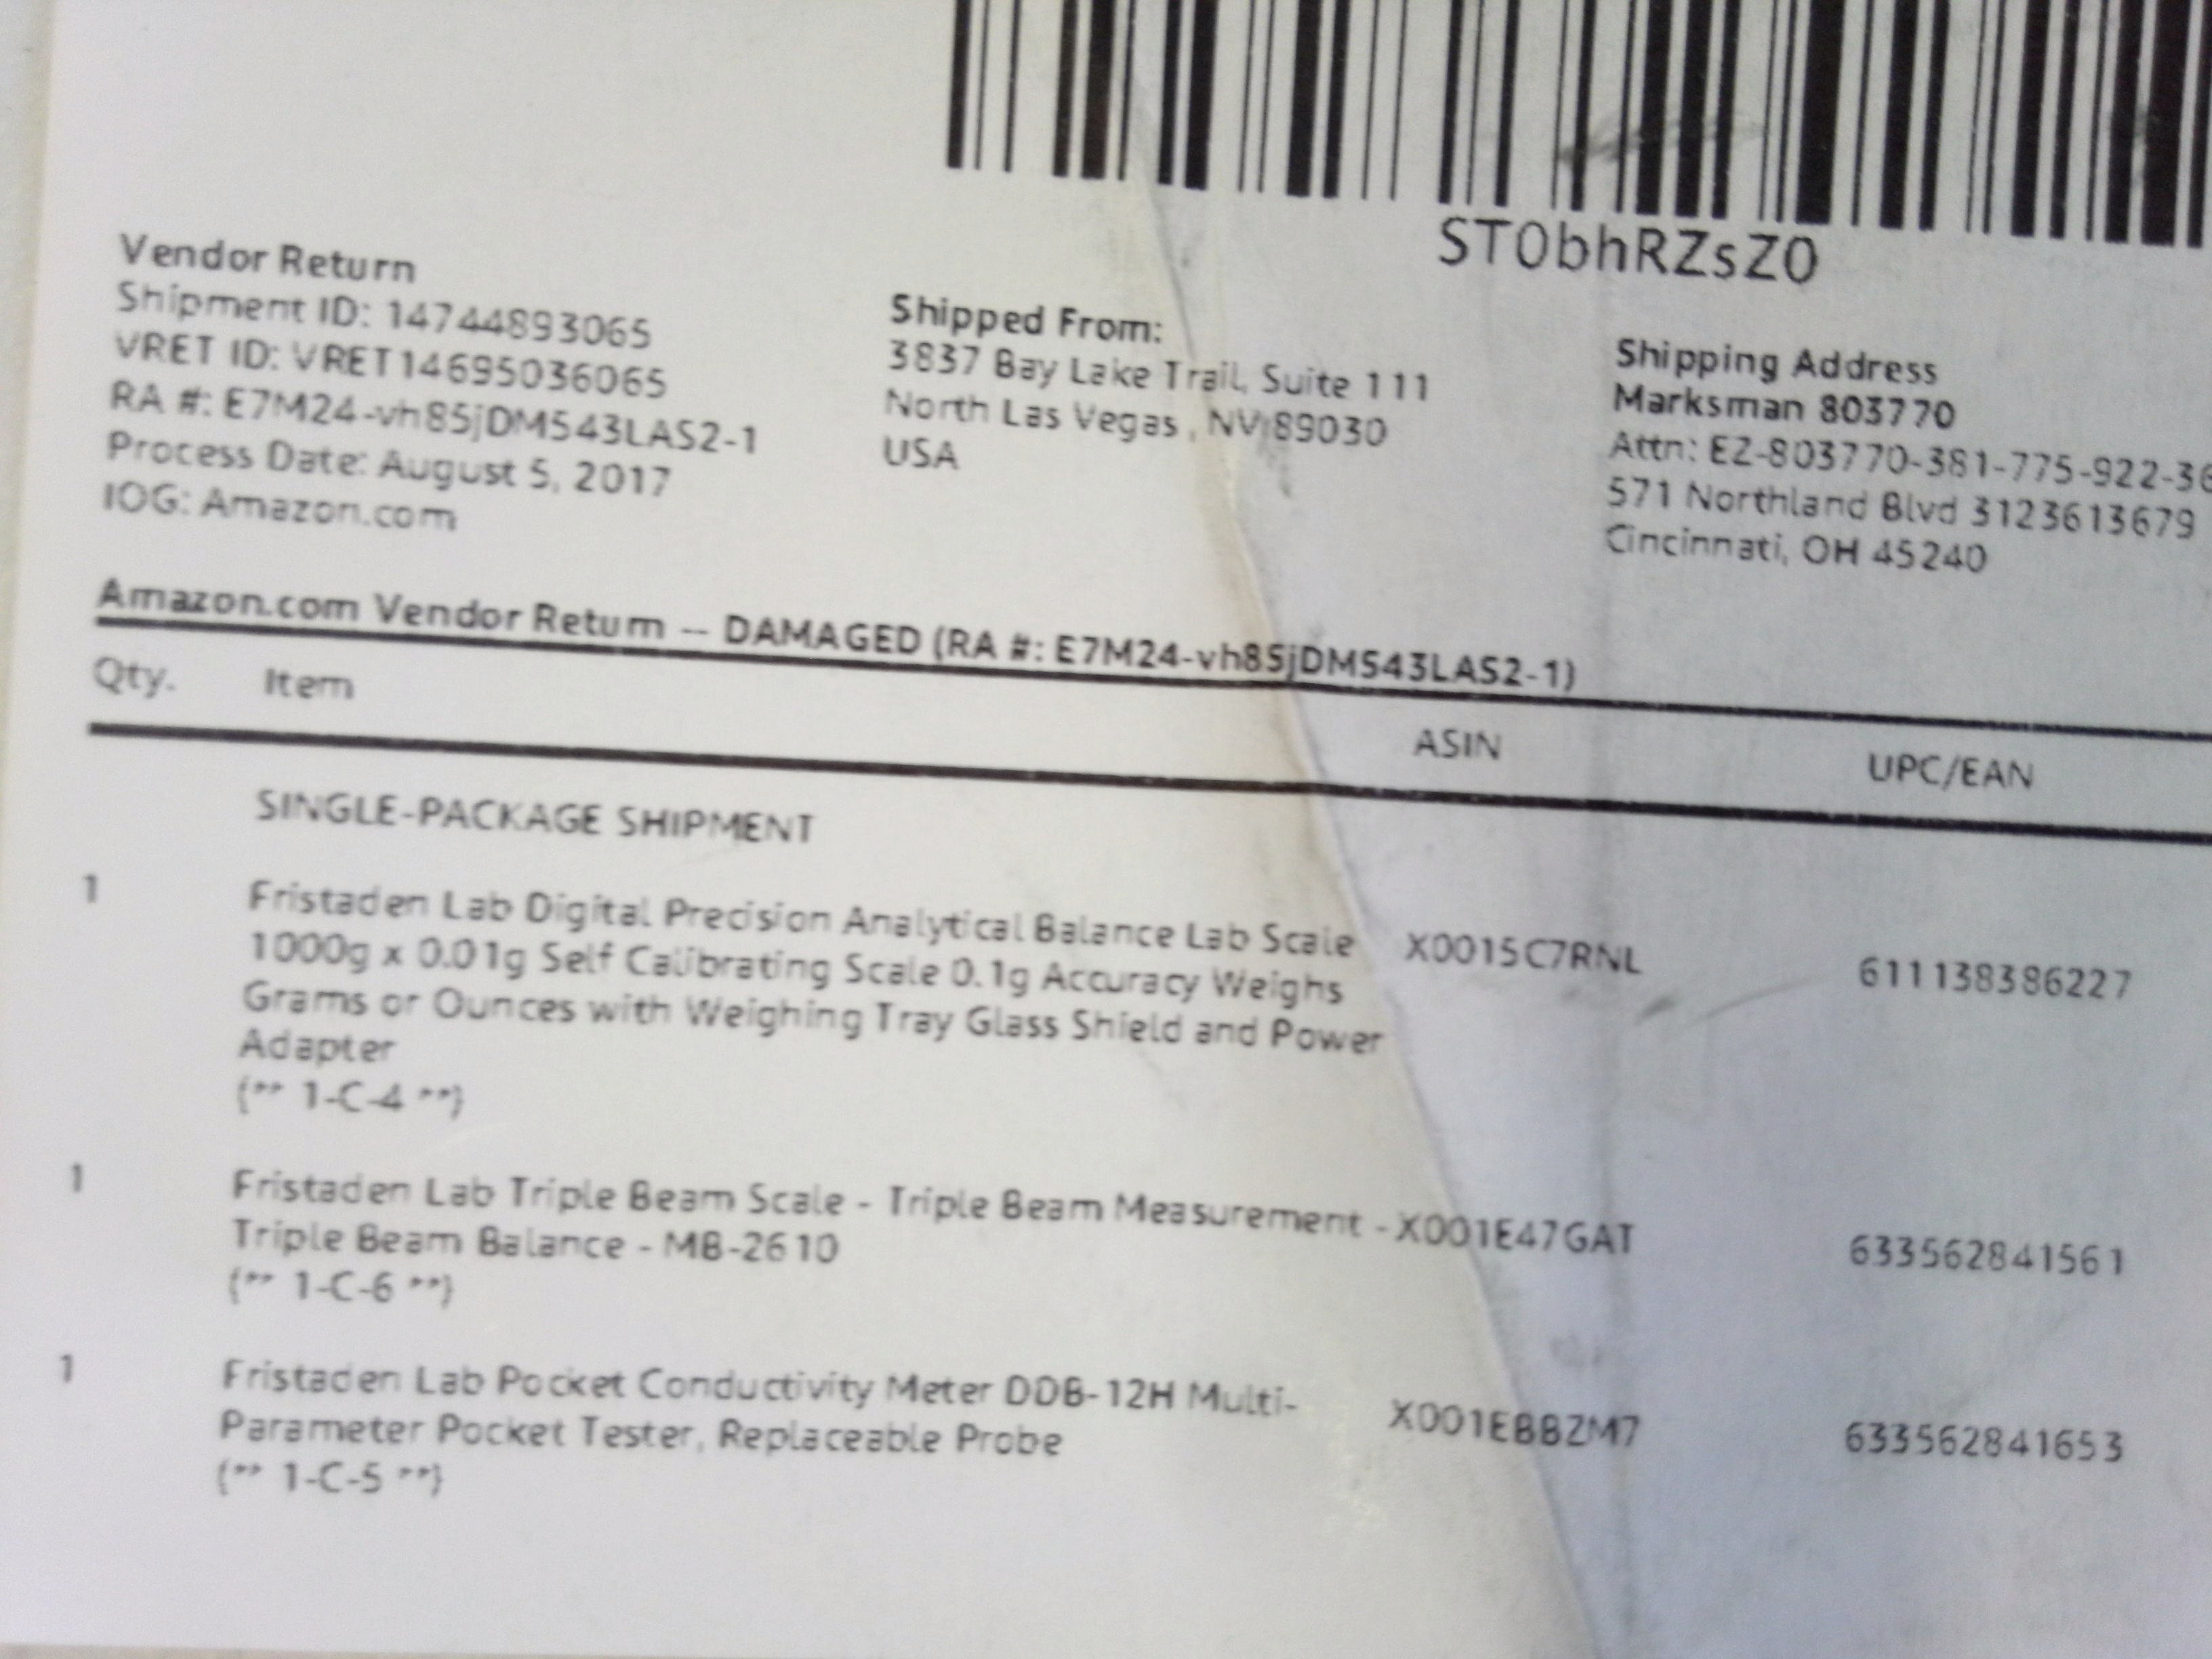 ST0bhRZsZ0
Vendor Return
Shipment ID: 14744893065
VRET ID: VRET14695036065
RA #: E7M24-vh85jDM543LAS2-1
Process Date: August 5, 2017
IOG: Amazon.com
Shipped From:
3837 Bay Lake Trail, Suite 111
North Las Vegas , NV 89030
USA
Shipping Address
Marksman 803770
Attn: EZ-803770-381-775-922-36
571 Northland Blvd 3123613679
Cincinnati, OH 45240
Amazon.com Vendor Return -- DAMAGED (RA #: E7M24-vh85jDM543LAS2-1)
Qty. Item ASIN UPC/EAN
SINGLE-PACKAGE SHIPMENT
1 Fristaden Lab Digital Precision Analytical Balance Lab Scale X0015C7RNL 611138386227
1000g x 0.01g Self Calibrating Scale 0.1g Accuracy Weighs
Grams or Ounces with Weighing Tray Glass Shield and Power
Adapter
(** 1-C-4 **)
1 Fristaden Lab Triple Beam Scale - Triple Beam Measurement - X001E47GAT 633562841561
Triple Beam Balance - MB-2610
(** 1-C-6 **)
1 Fristaden Lab Pocket Conductivity Meter DDB-12H Multi- X001EBBZM7 633562841653
Parameter Pocket Tester, Replaceable Probe
(** 1-C-5 **)